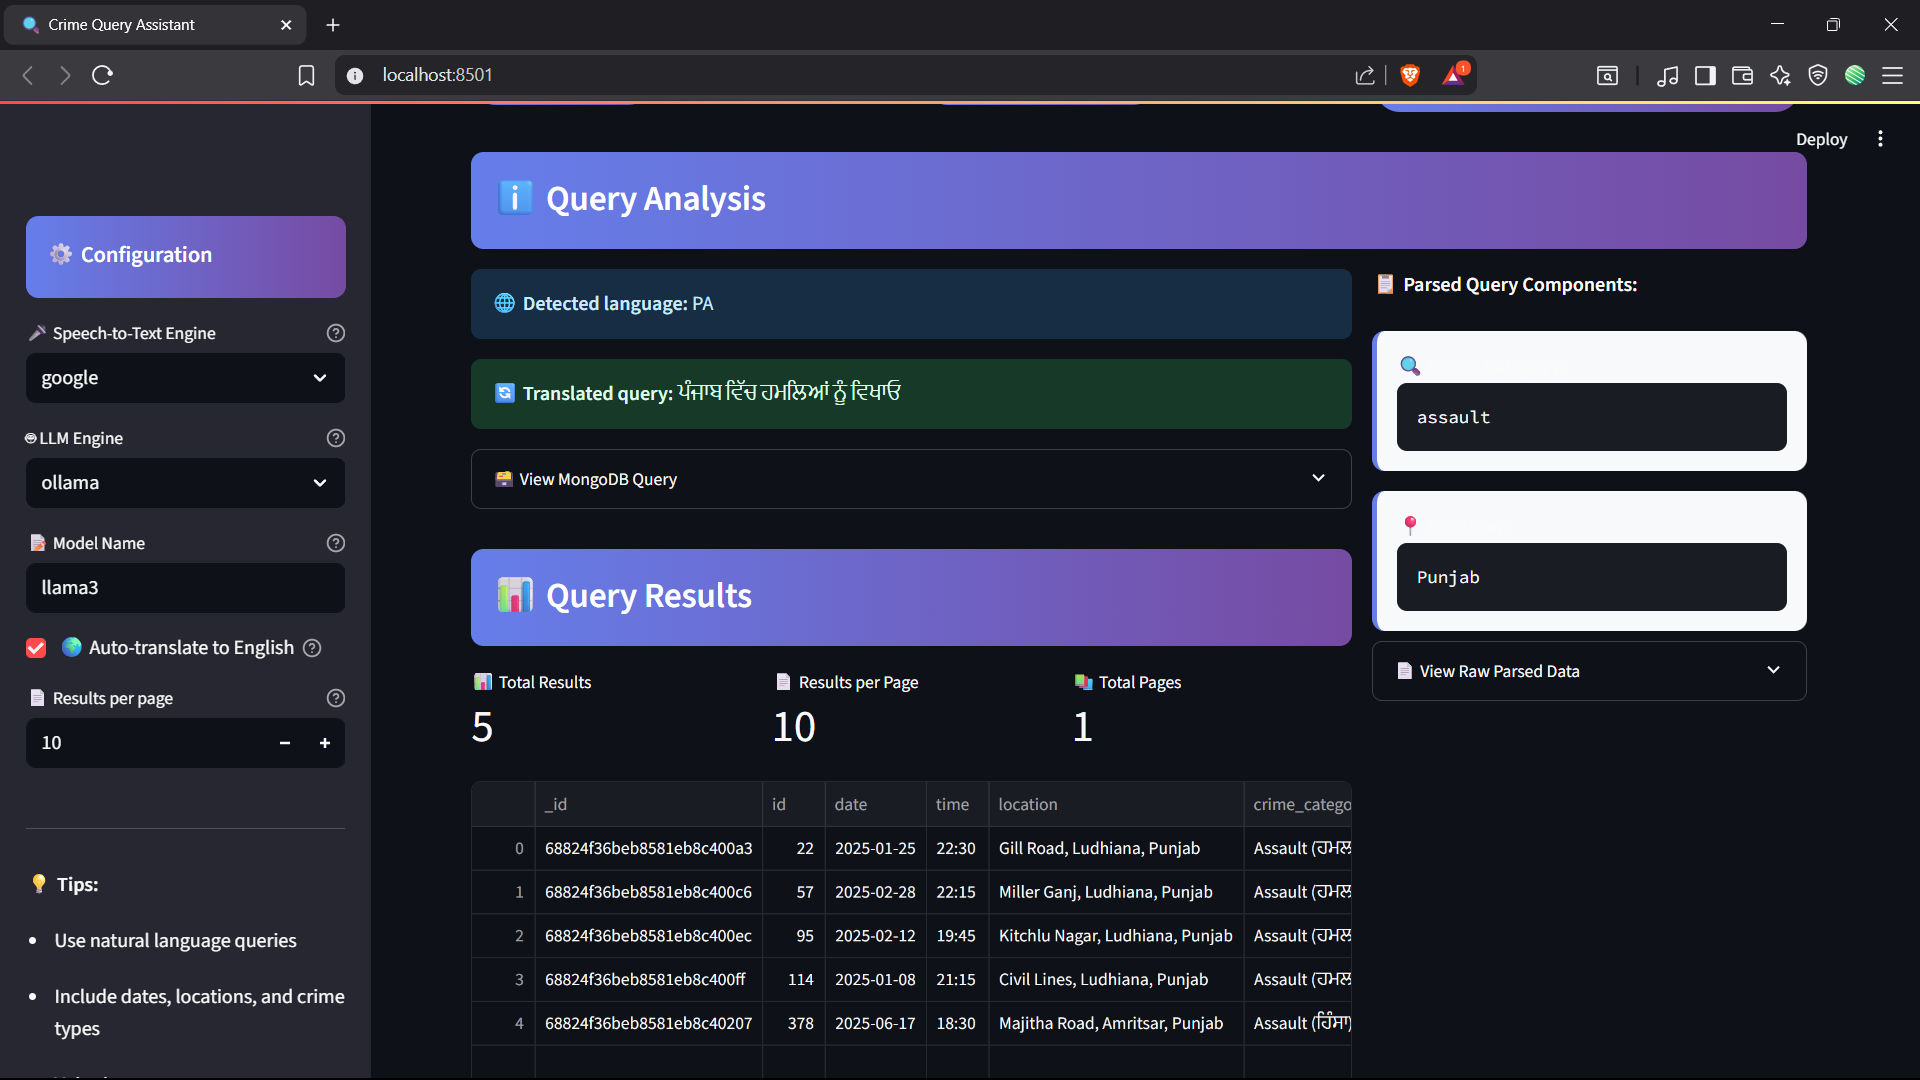 Crime Query Assistant
localhost:8501
1
Deploy
Configuration
Speech-to-Text Engine
google
LLM Engine
ollama
Model Name
llama3
Auto-translate to English
Results per page
10
Tips:
Use natural language queries
Include dates, locations, and crime
types
Query Analysis
Detected language: PA
Translated query: ਪੰਜਾਬ ਵਿੱਚ ਹਮਲਿਆਂ ਨੂੰ ਵਿਖਾਓ
View MongoDB Query
Parsed Query Components:
assault
Punjab
View Raw Parsed Data
Query Results
Total Results Results per Page Total Pages
5 10 1
_id id date time location crime_catego
0 68824f36beb8581eb8c400a3 22 2025-01-25 22:30 Gill Road, Ludhiana, Punjab Assault (ਹਮਲ
1 68824f36beb8581eb8c400c6 57 2025-02-28 22:15 Miller Ganj, Ludhiana, Punjab Assault (ਹਮਲ
2 68824f36beb8581eb8c400ec 95 2025-02-12 19:45 Kitchlu Nagar, Ludhiana, Punjab Assault (ਹਮਲ
3 68824f36beb8581eb8c400ff 114 2025-01-08 21:15 Civil Lines, Ludhiana, Punjab Assault (ਹਮਲ
4 68824f36beb8581eb8c40207 378 2025-06-17 18:30 Majitha Road, Amritsar, Punjab Assault (ਹਿੰਸਾ)